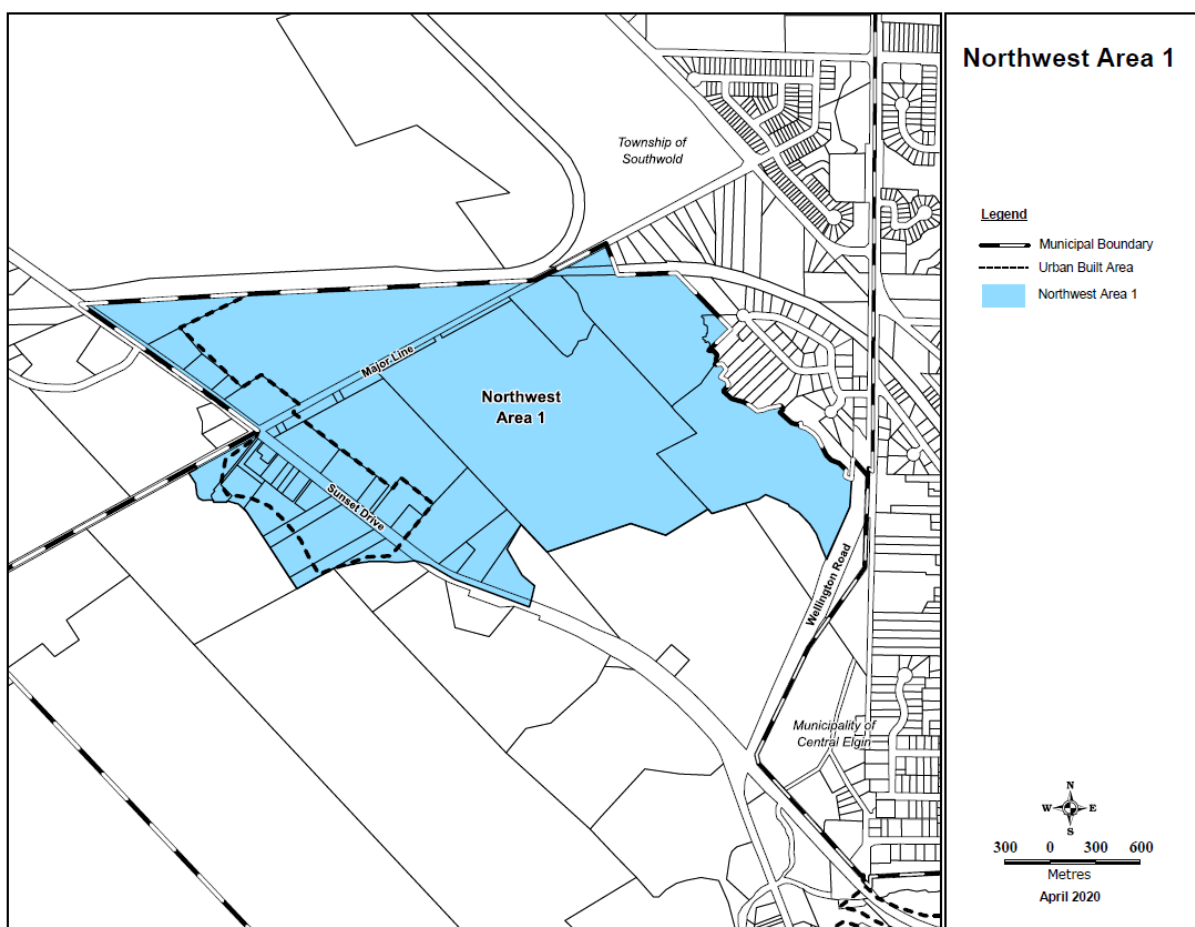 Northwest Area 1
Township of
Southwold
Legend
Municipal Boundary
Urban Built Area
Northwest Area 1
Major Line
Northwest
Area 1
Sunset Drive
Wellington Road
Municipality of
Central Elgin
N
W E
S
300 0 300 600
Metres
April 2020